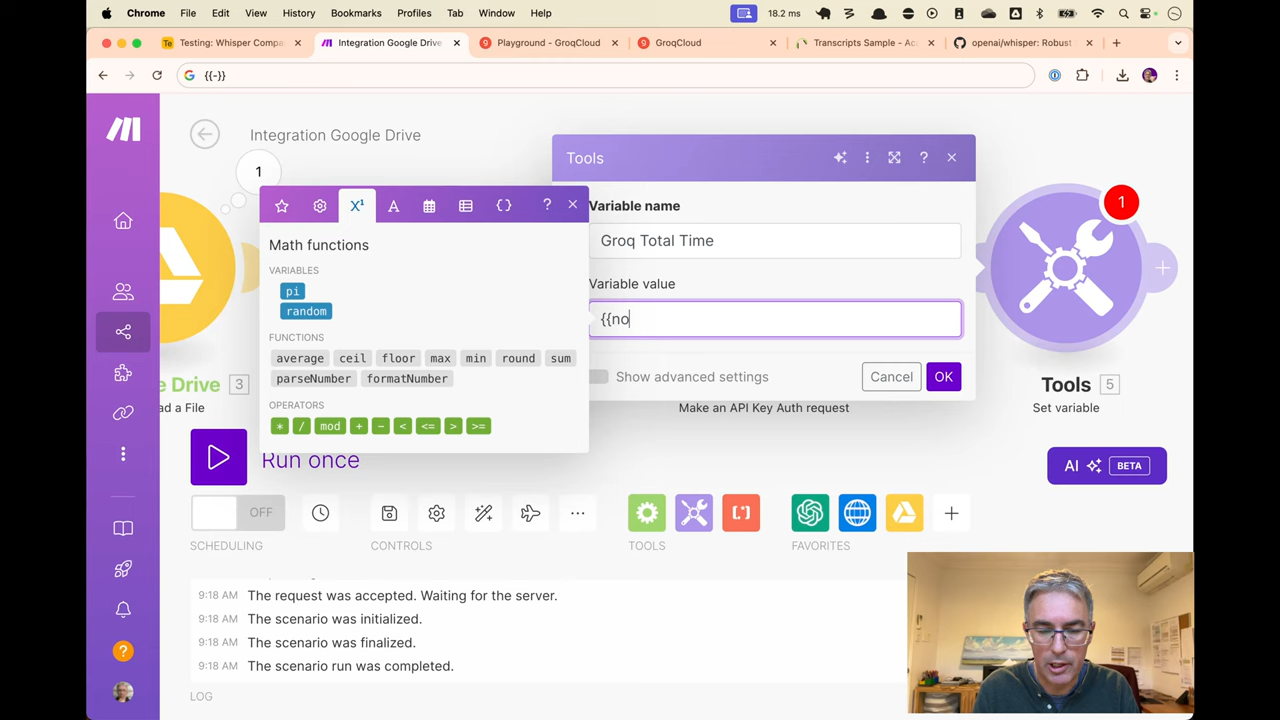 Chrome File Edit View History Bookmarks Profiles Tab Window Help
18.2 ms
Testing: Whisper Compa
Integration Google Drive
Playground - GroqCloud
GroqCloud
Transcripts Sample - Ac
openai/whisper: Robust
{{-}}
Integration Google Drive
1
Tools
Variable name
Groq Total Time
Variable value
{{no
Show advanced settings
Cancel
OK
Math functions
VARIABLES
pi
random
FUNCTIONS
average ceil floor max min round sum
parseNumber formatNumber
OPERATORS
* / mod + - < <= > >=
1
e Drive 3
ad a File
Make an API Key Auth request
Tools 5
Set variable
Run once
AI BETA
OFF
SCHEDULING
CONTROLS
TOOLS
FAVORITES
9:18 AM The request was accepted. Waiting for the server.
9:18 AM The scenario was initialized.
9:18 AM The scenario was finalized.
9:18 AM The scenario run was completed.
LOG